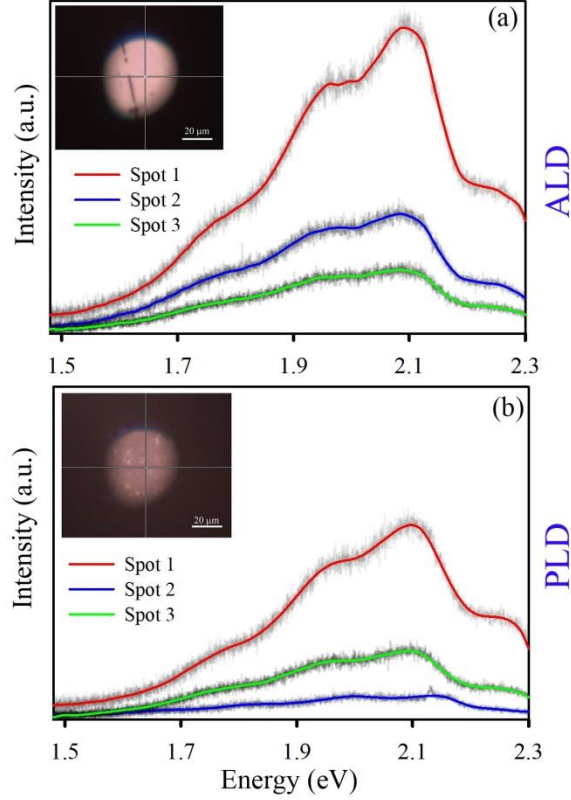 (a)
20 μm
Spot 1
Spot 2
Spot 3
Intensity (a.u.)
ALD
1.5 1.7 1.9 2.1 2.3
(b)
20 μm
Spot 1
Spot 2
Spot 3
Intensity (a.u.)
PLD
1.5 1.7 1.9 2.1 2.3
Energy (eV)